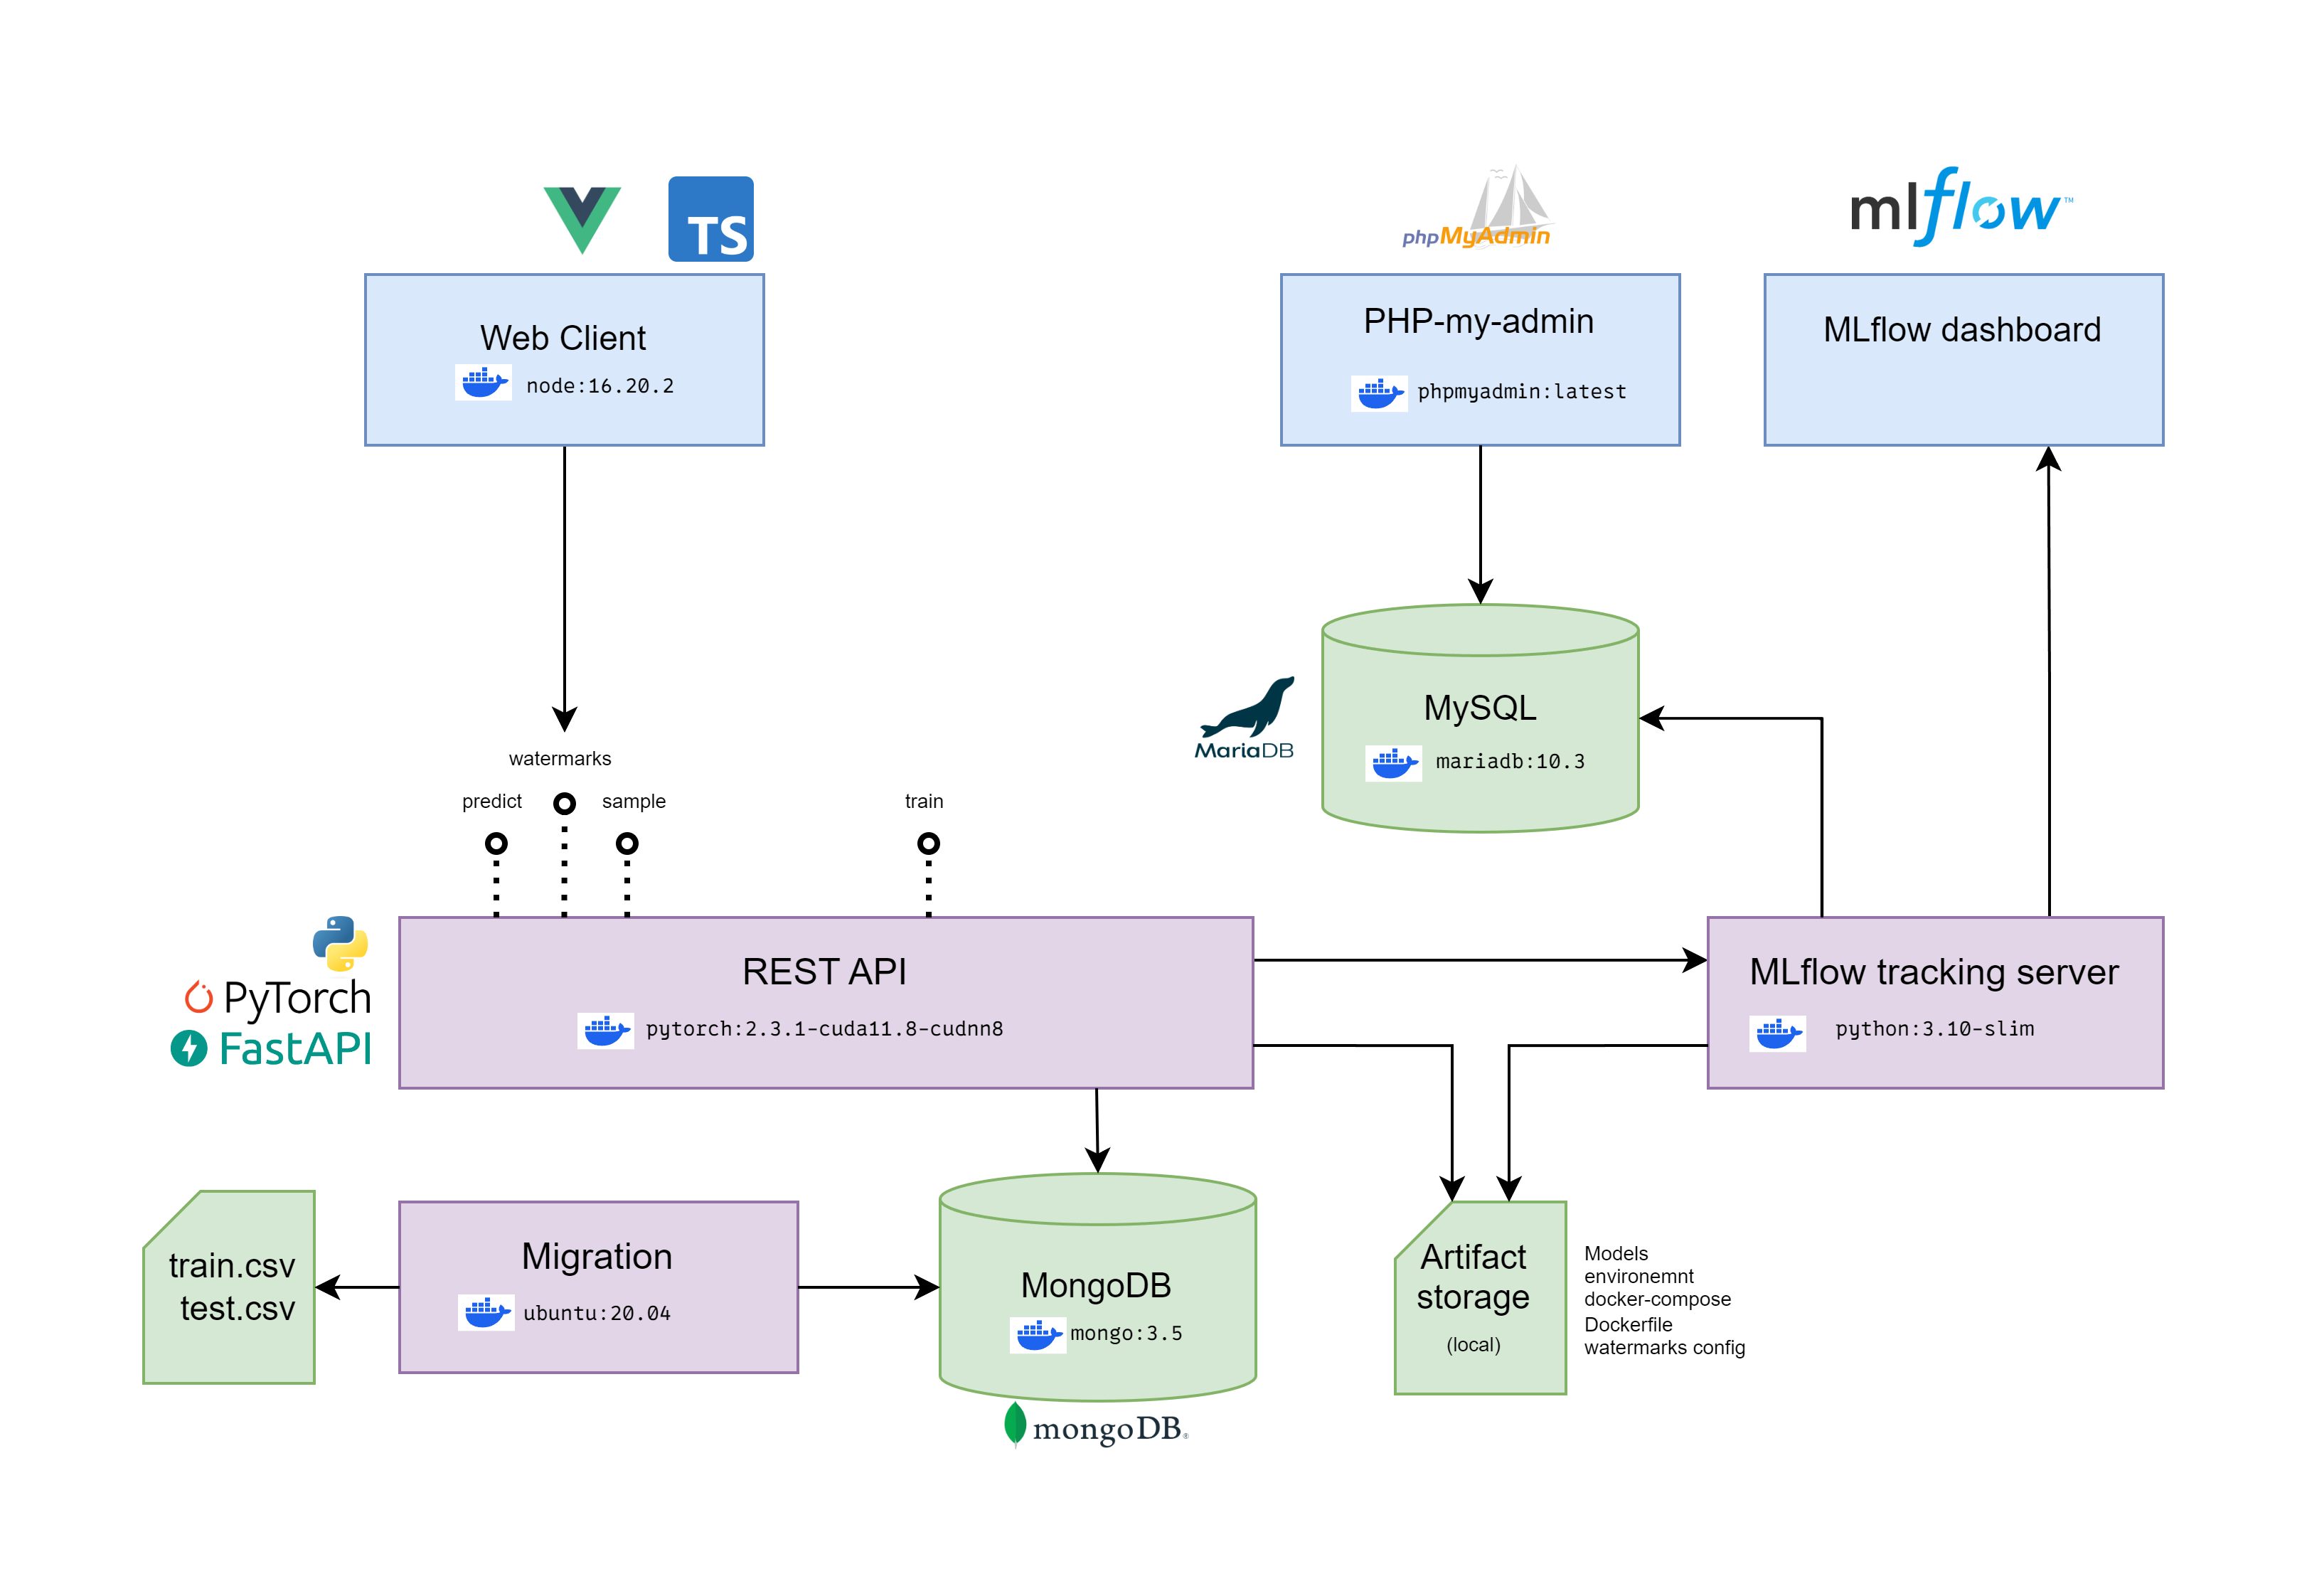 TS
phpMyAdmin
mlflow™
Web Client
node:16.20.2
PHP-my-admin
phpmyadmin:latest
MLflow dashboard
MySQL
mariadb:10.3
MariaDB
watermarks
predict
sample
train
REST API
pytorch:2.3.1-cuda11.8-cudnn8
PyTorch
FastAPI
MLflow tracking server
python:3.10-slim
train.csv
test.csv
Migration
ubuntu:20.04
MongoDB
mongo:3.5
mongoDB®
Artifact
storage
(local)
Models
environemnt
docker-compose
Dockerfile
watermarks config